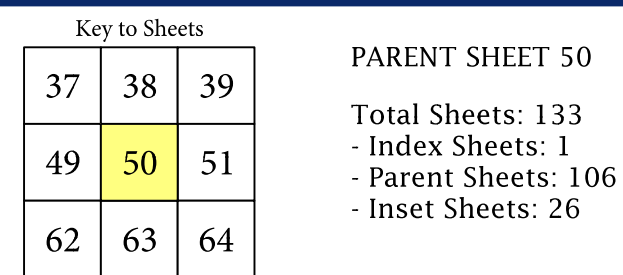 Key to Sheets
37 38 39
49 50 51
62 63 64
PARENT SHEET 50
Total Sheets: 133
- Index Sheets: 1
- Parent Sheets: 106
- Inset Sheets: 26